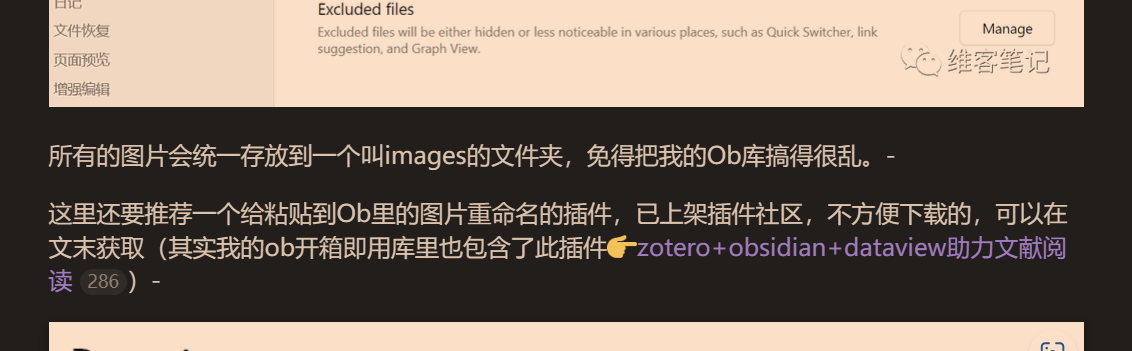 日记
Excluded files
文件恢复
Excluded files will be either hidden or less noticeable in various places, such as Quick Switcher, link
suggestion, and Graph View.
Manage
页面预览
维客笔记
增强编辑
所有的图片会统一存放到一个叫images的文件夹，免得把我的Ob库搞得很乱。-
这里还要推荐一个给粘贴到Ob里的图片重命名的插件，已上架插件社区，不方便下载的，可以在
文末获取（其实我的ob开箱即用库里也包含了此插件👉zotero+obsidian+dataview助力文献阅
读 286）-